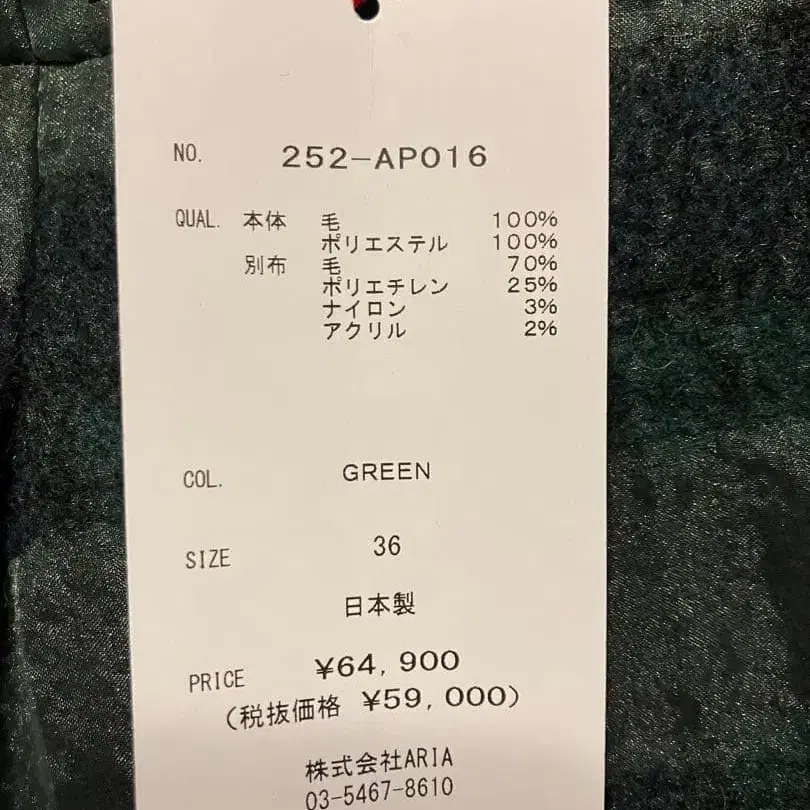 NO. 252-AP016
QUAL. 本体 毛 100%
ポリエステル 100%
別布 毛 70%
ポリエチレン 25%
ナイロン 3%
アクリル 2%
COL. GREEN
SIZE 36
日本製
PRICE ¥64,900
(税抜価格 ¥59,000)
株式会社ARIA
03-5467-8610